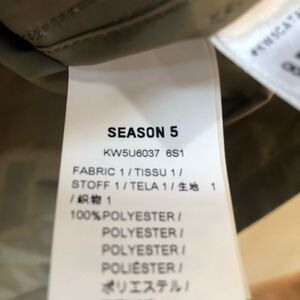 SEASON 5
KW5U6037 6S1
FABRIC 1 / TISSU 1 /
STOFF 1 / TELA 1 / 生地 1
/ 織物 1
100%POLYESTER /
POLYESTER /
POLYESTER /
POLIÉSTER /
ポリエステル /